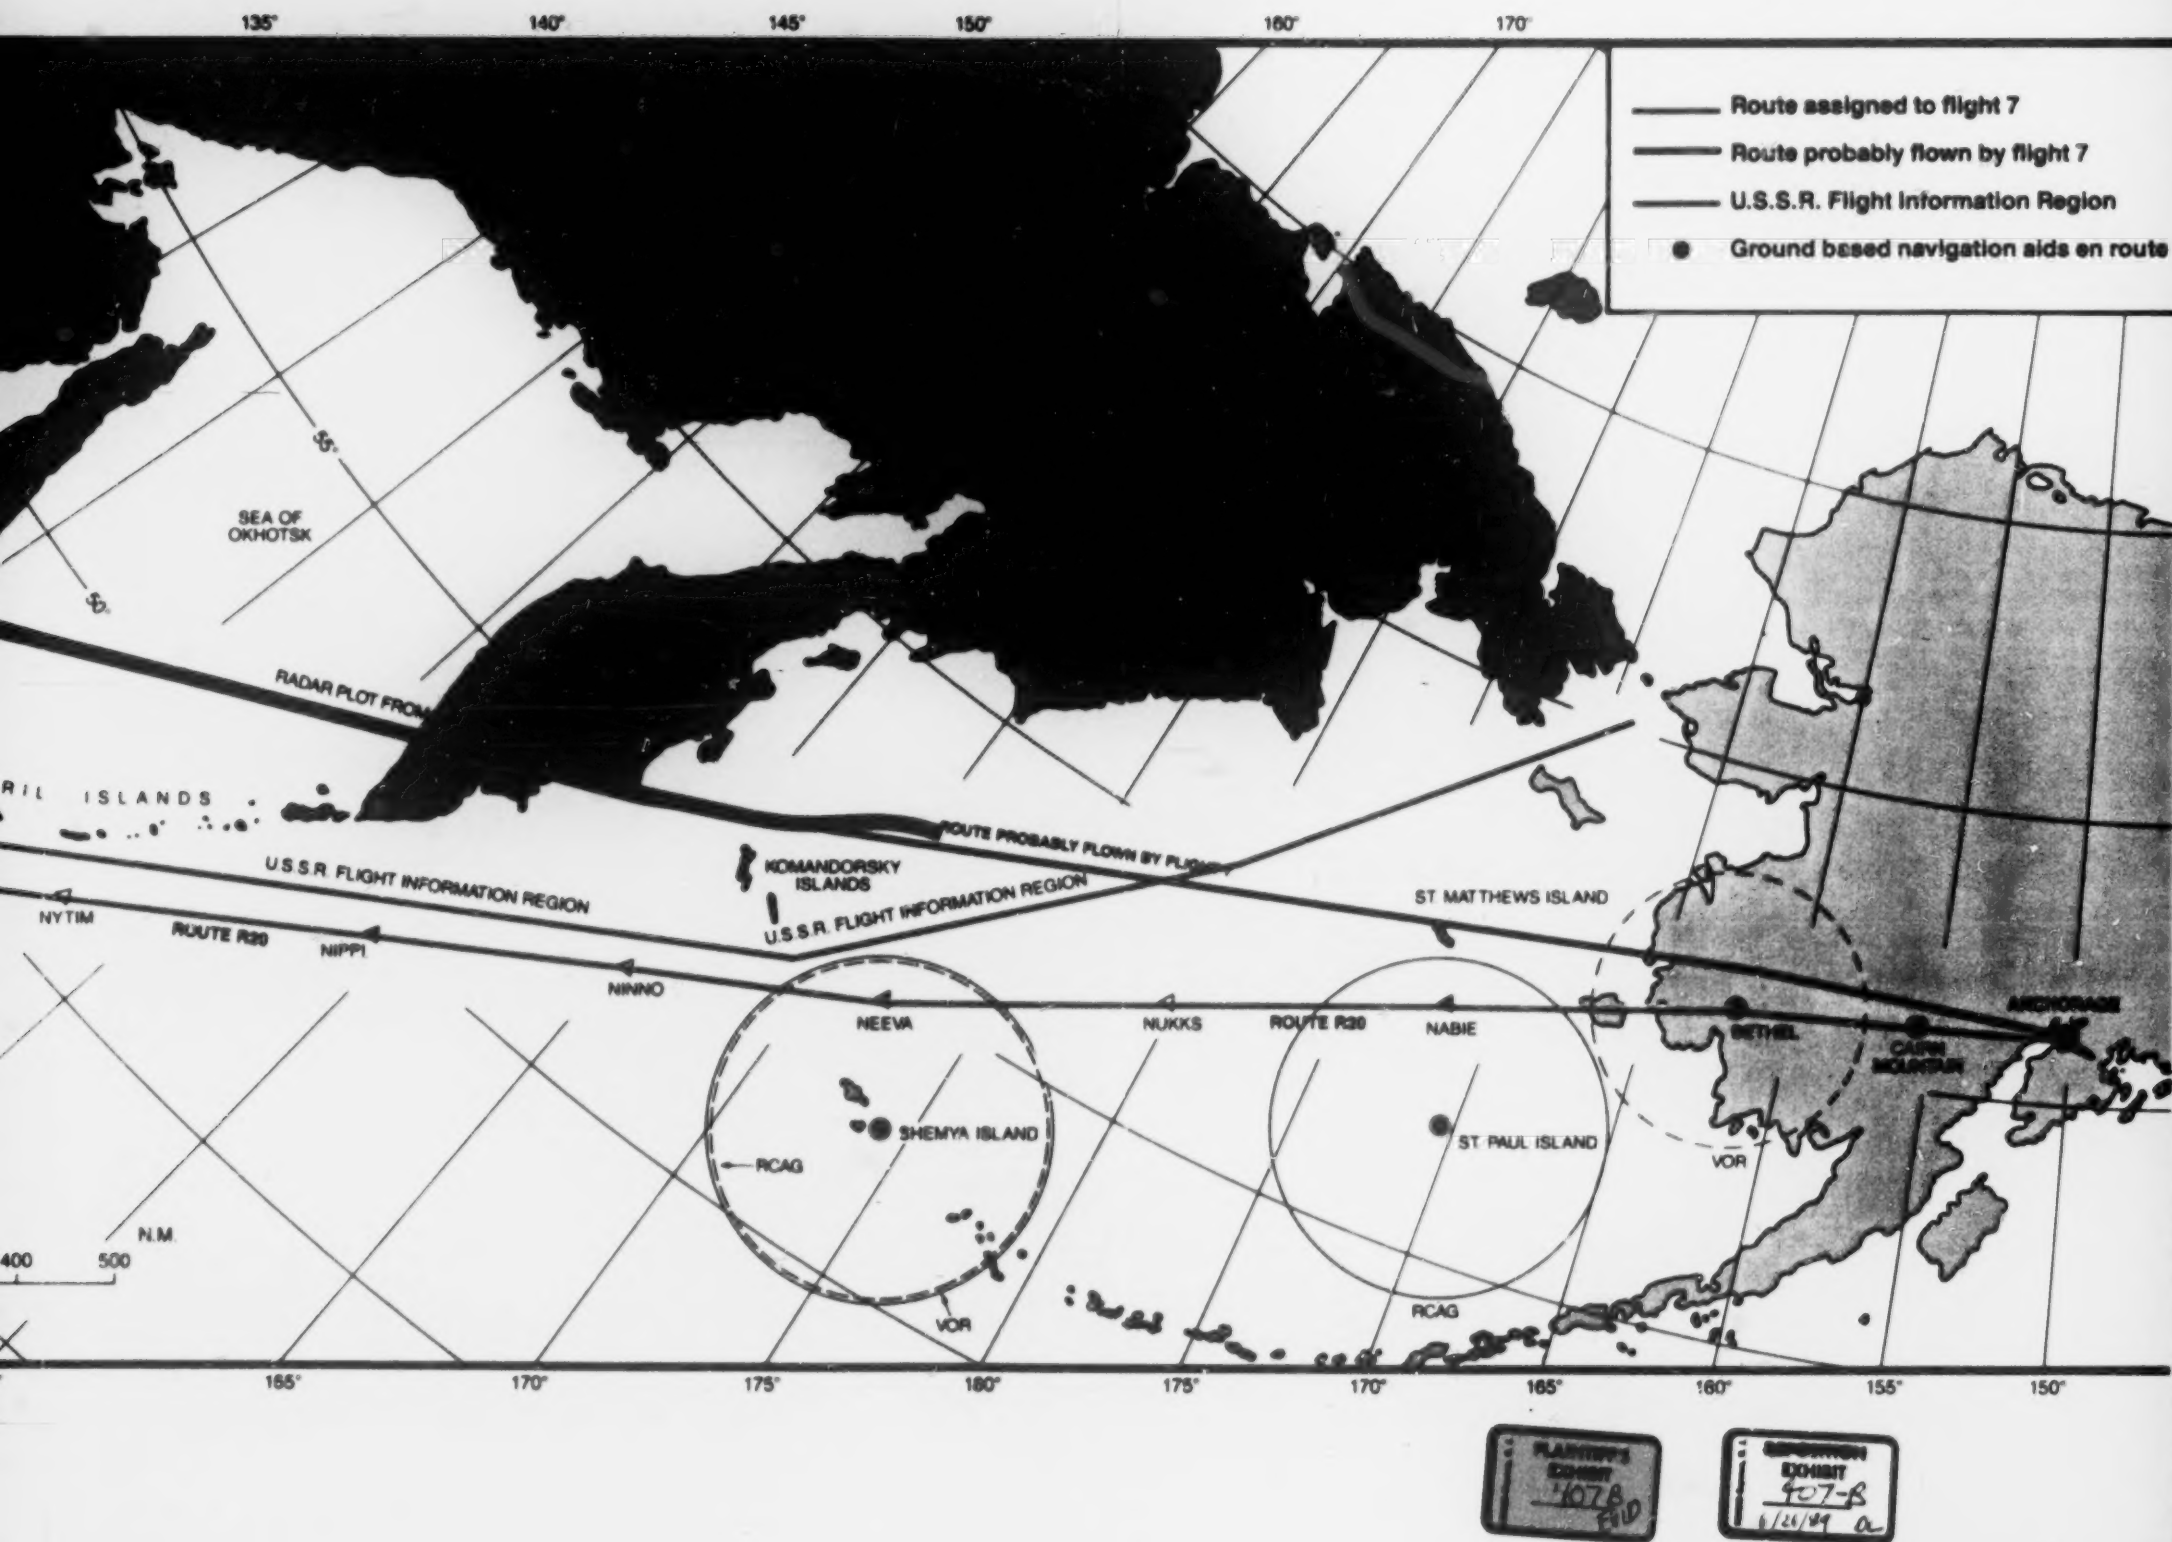 135° 140° 145° 150° 160° 170°
Route assigned to flight 7
Route probably flown by flight 7
U.S.S.R. Flight Information Region
Ground based navigation aids en route
55°
SEA OF
OKHOTSK
50°
RADAR PLOT FROM
RIL ISLANDS
ROUTE PROBABLY FLOWN BY FLIGHT
KOMANDORSKY
ISLANDS
U.S.S.R. FLIGHT INFORMATION REGION
U.S.S.R. FLIGHT INFORMATION REGION
ST. MATTHEWS ISLAND
NYTIM
ROUTE R20
NIPPI
NINNO
NEEVA
NUKKS
ROUTE R20
NABIE
BETHEL
CAIRN
MOUNTAIN
ANCHORAGE
SHEMYA ISLAND
RCAG
ST. PAUL ISLAND
VOR
N.M.
400 500
VOR
RCAG
165° 170° 175° 180° 175° 170° 165° 160° 155° 150°
PLAINTIFF'S
EXHIBIT
407B
DEPOSITION
EXHIBIT
407-B